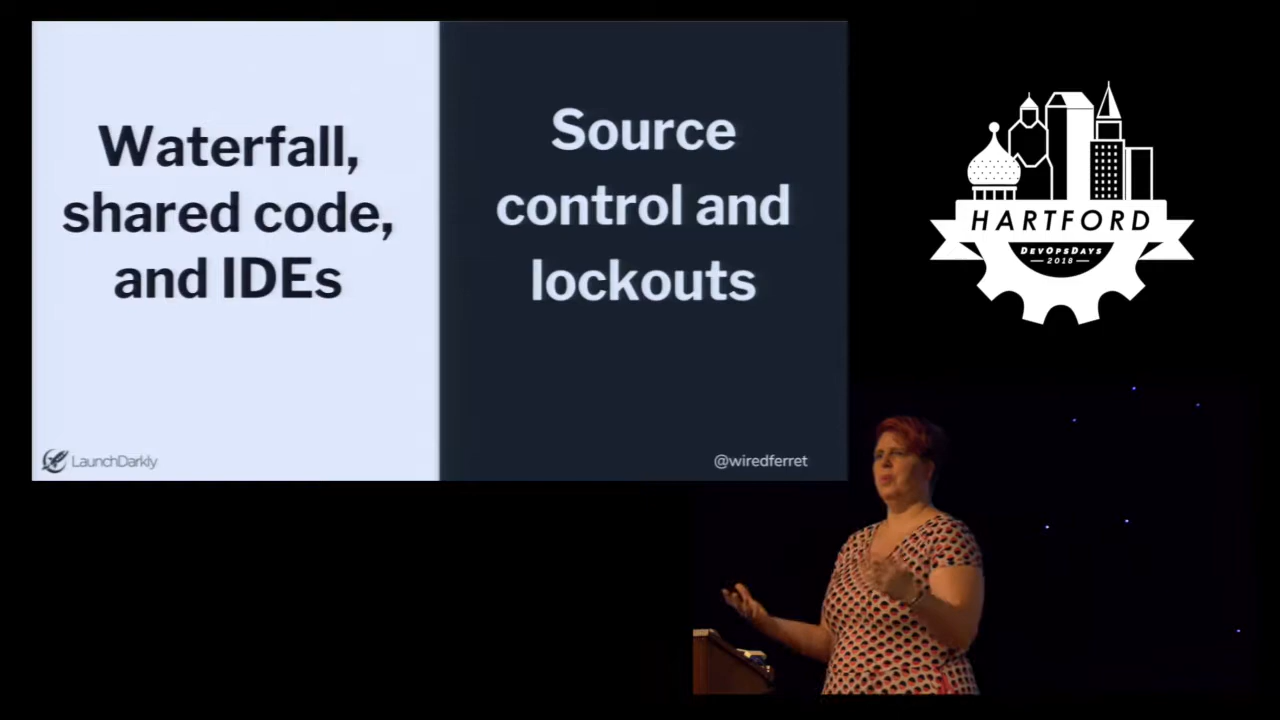 Waterfall,
shared code,
and IDEs
Source
control and
lockouts
LaunchDarkly
@wiredferret
HARTFORD
DEVOPSDAYS
2018